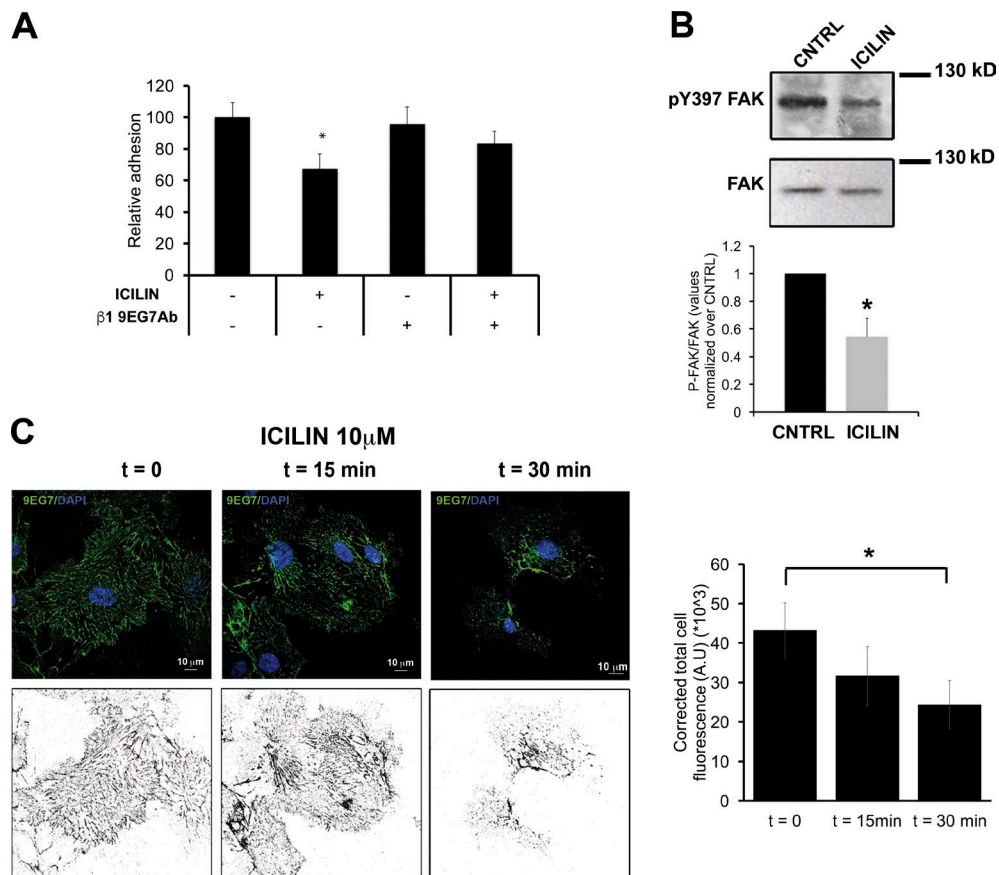 A
120
100
80
60
40
20
0
Relative adhesion
*
ICILIN - + - +
β1 9EG7Ab - - + +
B
CNTRL ICILIN
pY397 FAK
130 kD
FAK
130 kD
1.2
1
0.8
0.6
0.4
0.2
0
P-FAK/FAK (values
normalized over CNTRL)
*
CNTRL ICILIN
C
ICILIN 10μM
t = 0 t = 15 min t = 30 min
9EG7/DAPI 9EG7/DAPI 9EG7/DAPI
10 μm 10 μm 10 μm
*
60
50
40
30
20
10
0
Corrected total cell
fluorescence (A.U) (*10^3)
t = 0 t = 15min t = 30 min